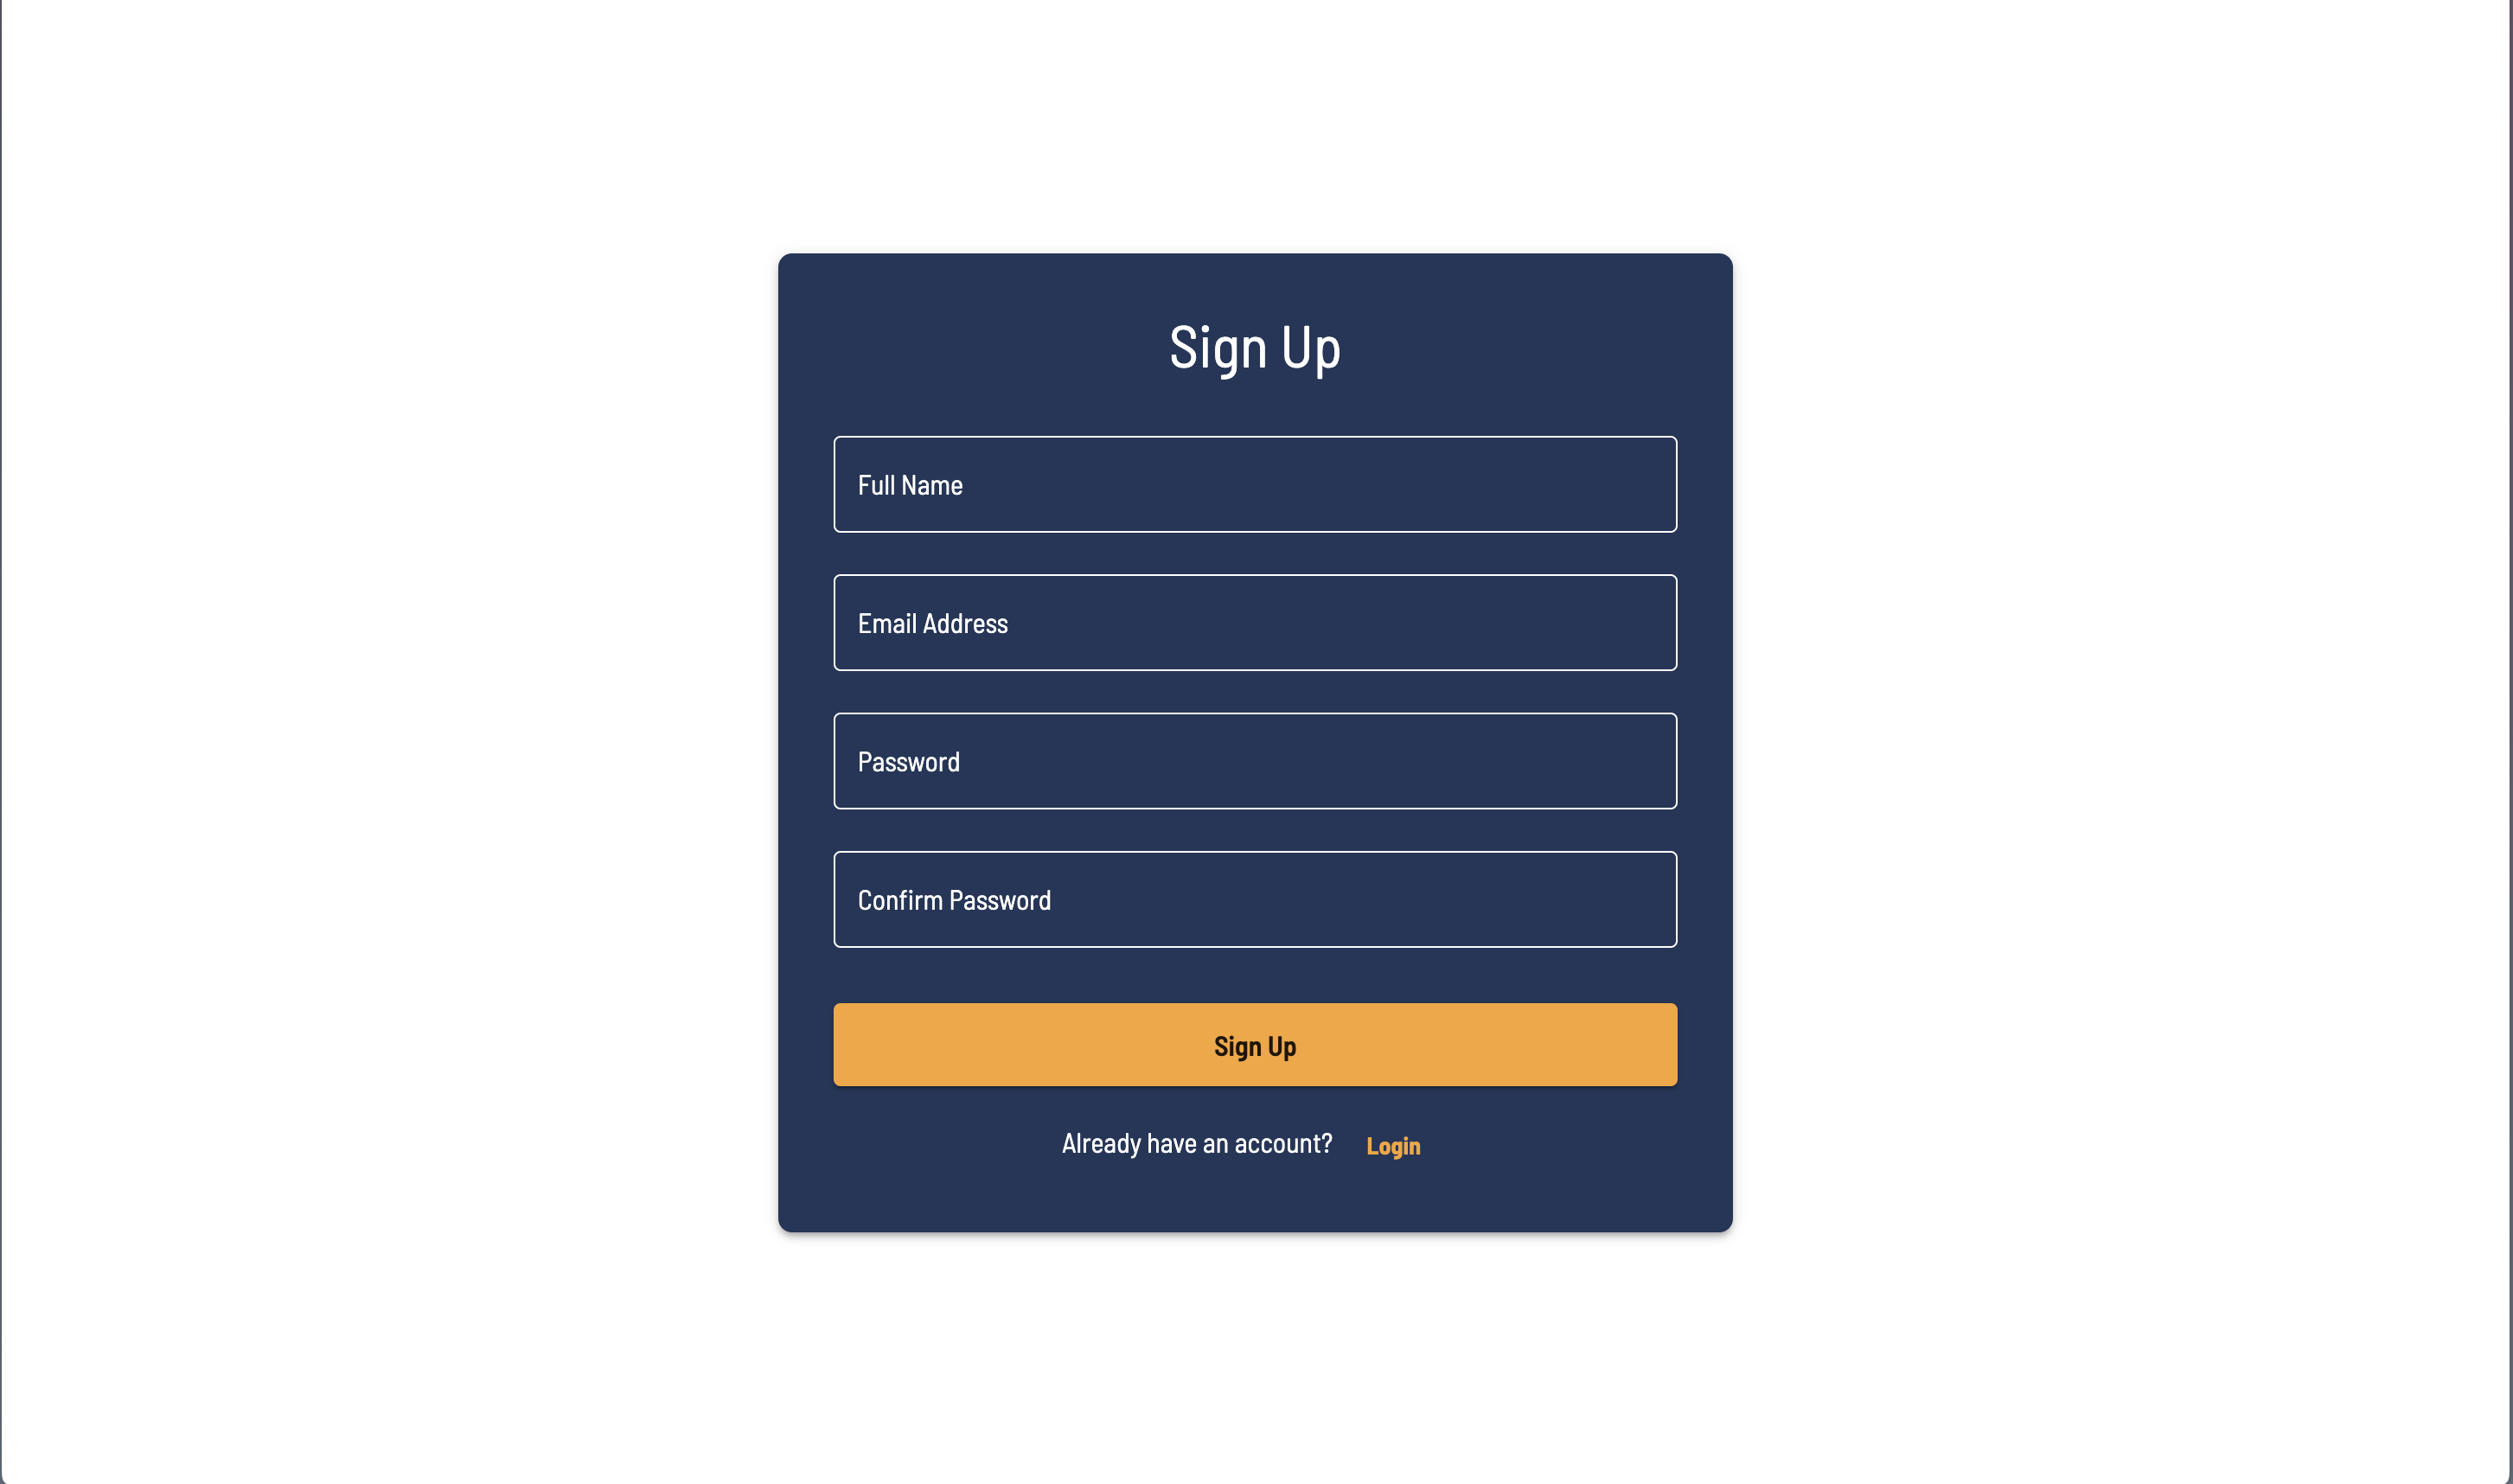 Sign Up
Full Name
Email Address
Password
Confirm Password
Sign Up
Already have an account? Login